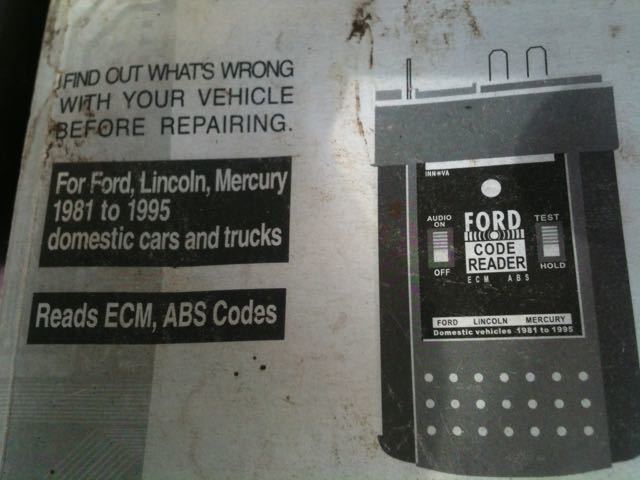 FIND OUT WHAT'S WRONG
WITH YOUR VEHICLE
BEFORE REPAIRING.
For Ford, Lincoln, Mercury
1981 to 1995
domestic cars and trucks
Reads ECM, ABS Codes
INNOVA
AUDIO
ON
OFF
FORD
CODE
READER
ECM ABS
TEST
HOLD
FORD LINCOLN MERCURY
Domestic vehicles 1981 to 1995